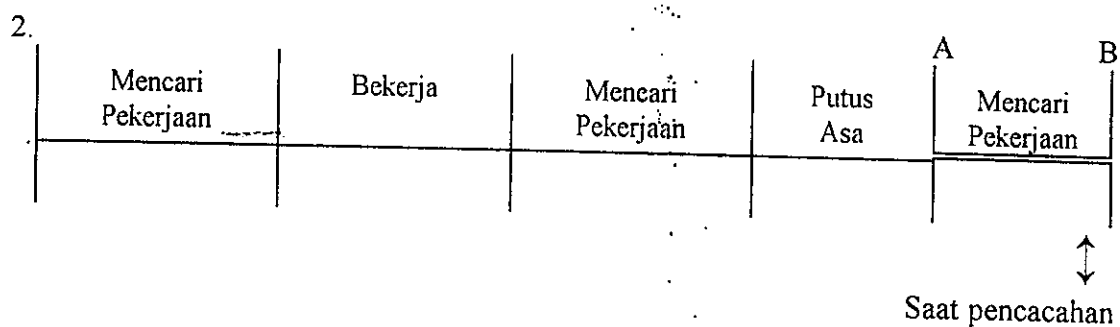 2.
A B
Mencari Bekerja Mencari Putus Mencari
Pekerjaan Pekerjaan Asa Pekerjaan
Saat pencacahan